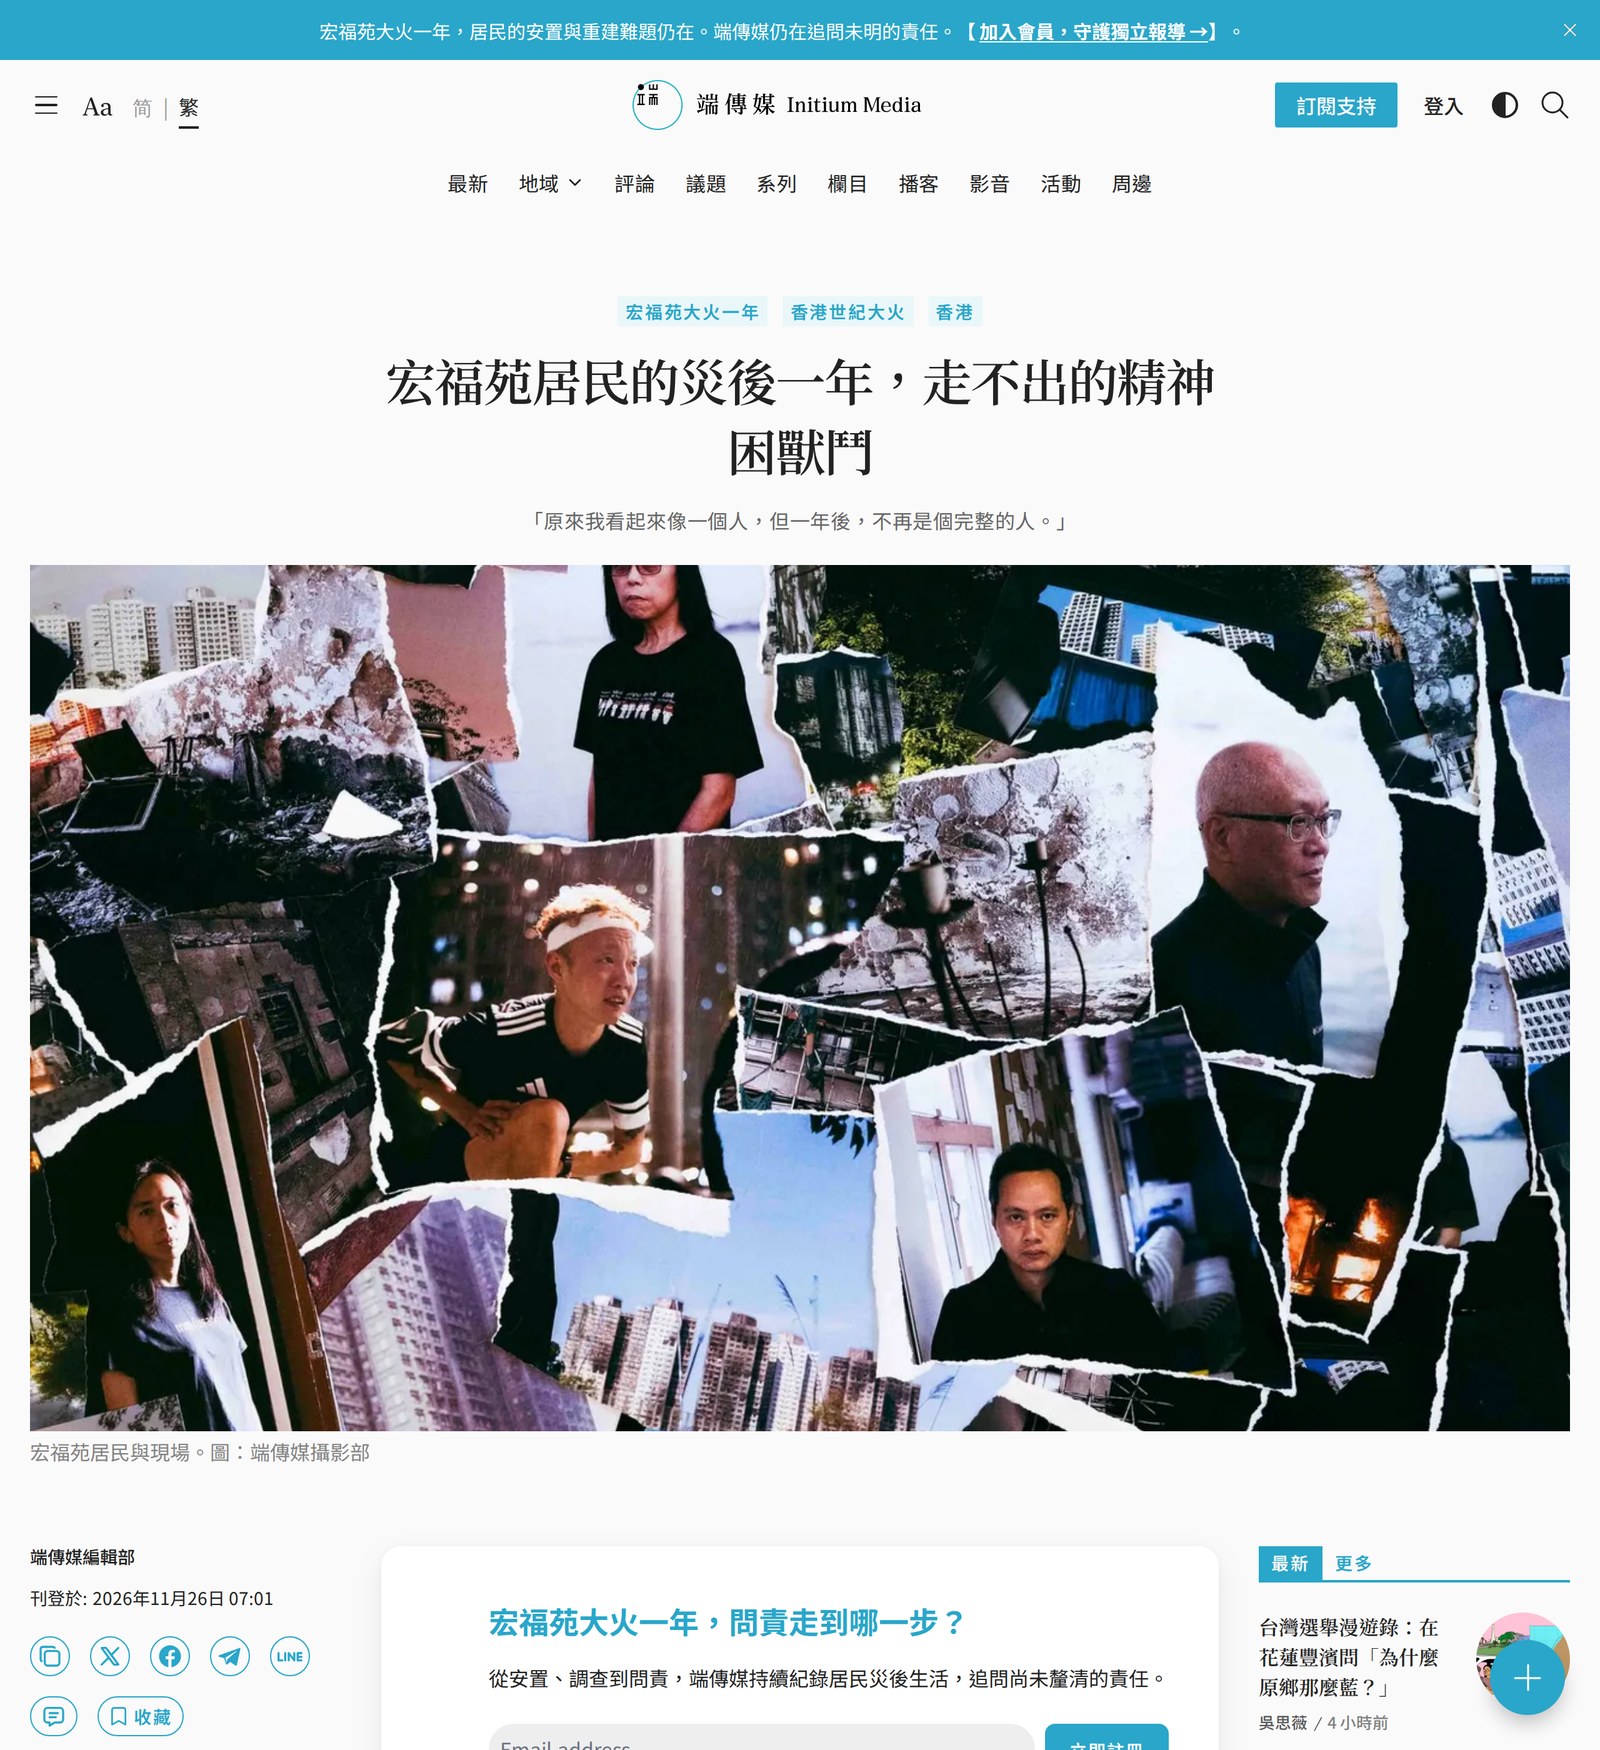 宏福苑大火一年，居民的安置與重建難題仍在。端傳媒仍在追問未明的責任。【 加入會員，守護獨立報導 →】 。
Aa 简 | 繁
端傳媒 Initium Media
訂閱支持 登入
最新 地域 評論 議題 系列 欄目 播客 影音 活動 周邊
宏福苑大火一年 香港世紀大火 香港
宏福苑居民的災後一年，走不出的精神
困獸鬥
「原來我看起來像一個人，但一年後，不再是個完整的人。」
宏福苑居民與現場。圖：端傳媒攝影部
端傳媒編輯部
刊登於: 2026年11月26日 07:01
LINE
收藏
宏福苑大火一年，問責走到哪一步？
從安置、調查到問責，端傳媒持續紀錄居民災後生活，追問尚未釐清的責任。
Email address
立即註冊
最新 更多
台灣選舉漫遊錄：在
花蓮豐濱問「為什麼
原鄉那麼藍？」
吳思薇 / 4 小時前